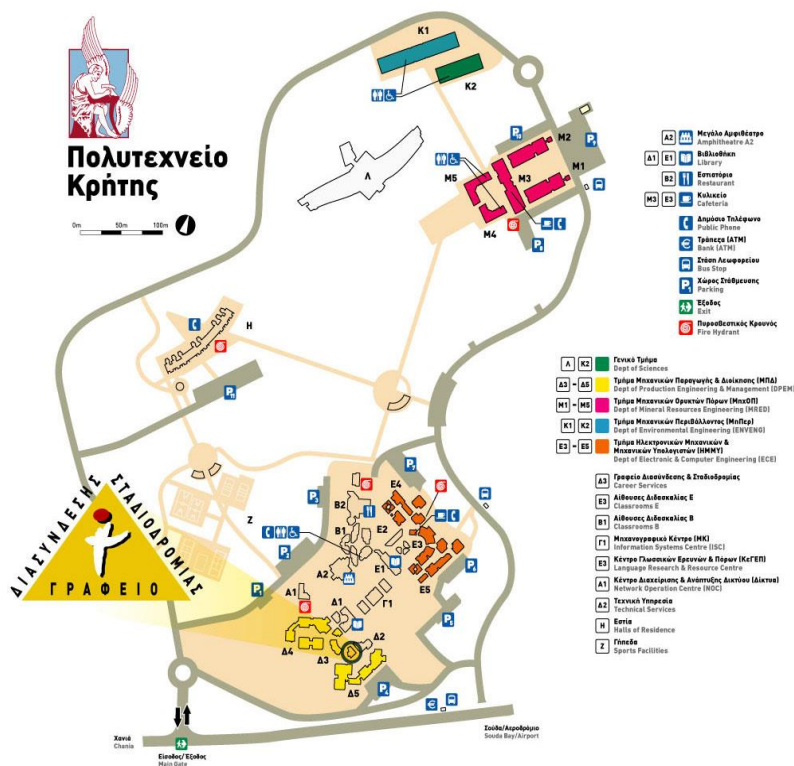 Πολυτεχνείο
Κρήτης
0m 50m 100m
K1
K2
Λ
M2
M1
M3
M5
M4
H
Z
E4
B2
B1
E2
E3
E1
A2
E5
Γ1
A1
Δ1
Δ2
Δ4
Δ3
Δ5
ΔΙΑΣΥΝΔΕΣΗΣ
ΣΤΑΔΙΟΔΡΟΜΙΑΣ
ΓΡΑΦΕΙΟ
Χανιά
Chania
Είσοδος/Έξοδος
Main Gate
Σούδα/Αεροδρόμιο
Souda Bay/Airport
A2 Μεγάλο Αμφιθέατρο
Amphitheatre A2
Δ1 E1 Βιβλιοθήκη
Library
B2 Εστιατόριο
Restaurant
M3 E3 Κυλικείο
Cafeteria
Δημόσιο Τηλέφωνο
Public Phone
Τράπεζα (ATM)
Bank (ATM)
Στάση Λεωφορείου
Bus Stop
Χώρος Στάθμευσης
Parking
Έξοδος
Exit
Πυροσβεστικός Κρουνός
Fire Hydrant
Λ K2 Γενικό Τμήμα
Dept of Sciences
Δ3 – Δ5 Τμήμα Μηχανικών Παραγωγής & Διοίκησης (ΜΠΔ)
Dept of Production Engineering & Management (DPEM)
M1 – M5 Τμήμα Μηχανικών Ορυκτών Πόρων (ΜηχΟΠ)
Dept of Mineral Resources Engineering (MRED)
K1 K2 Τμήμα Μηχανικών Περιβάλλοντος (ΜηΠερ)
Dept of Environmental Engineering (ENVENG)
E3 – E5 Τμήμα Ηλεκτρονικών Μηχανικών &
Μηχανικών Υπολογιστών (ΗΜΜΥ)
Dept of Electronic & Computer Engineering (ECE)
Δ3 Γραφείο Διασύνδεσης & Σταδιοδρομίας
Career Services
E3 Αίθουσες Διδασκαλίας Ε
Classrooms E
B1 Αίθουσες Διδασκαλίας Β
Classrooms B
Γ1 Μηχανογραφικό Κέντρο (ΜΚ)
Information Systems Centre (ISC)
E3 Κέντρο Γλωσσικών Ερευνών & Πόρων (ΚεΓΕΠ)
Language Research & Resource Centre
A1 Κέντρο Διαχείρισης & Ανάπτυξης Δικτύου (Δίκτυα)
Network Operation Centre (NOC)
Δ2 Τεχνική Υπηρεσία
Technical Services
H Εστία
Halls of Residence
Z Γήπεδα
Sports Facilities